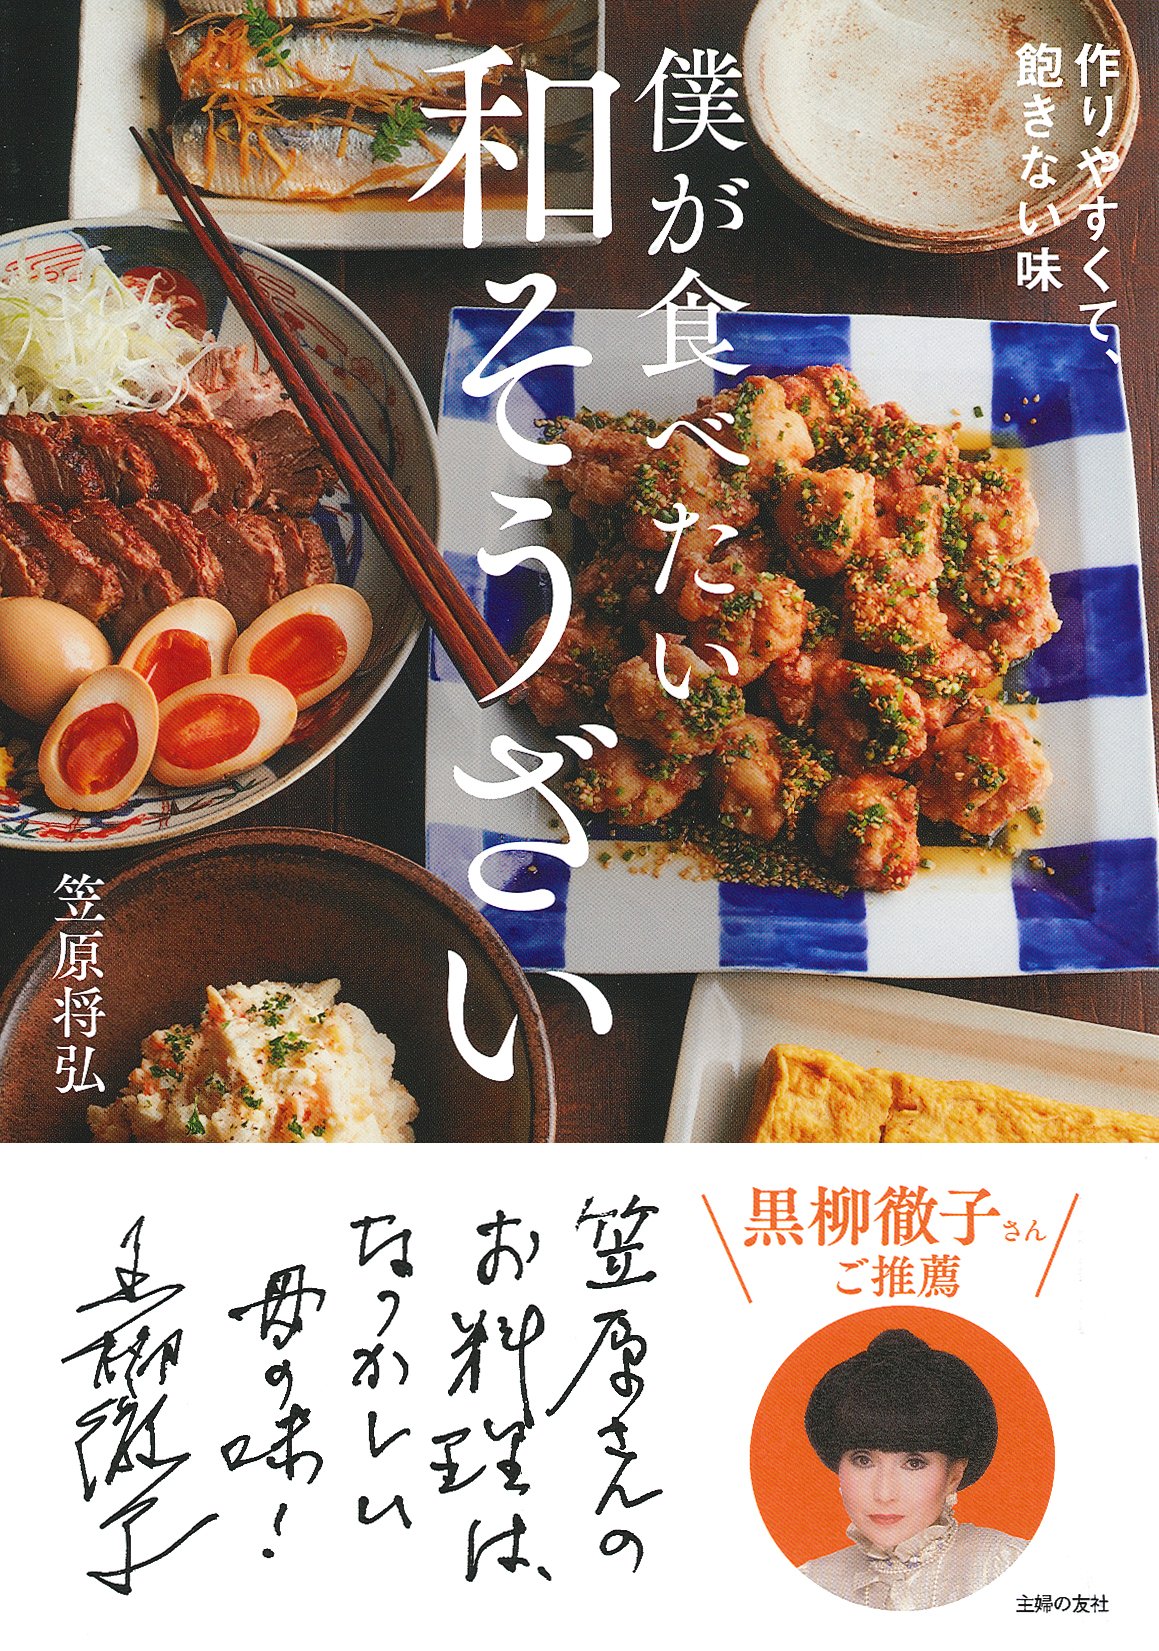 作りやすくて、
飽きない味
僕が食べたい
和そうざい
笠原将弘
黒柳徹子さん
ご推薦
笠原さんの
お料理は、
なつかしい
母の味！
黒柳徹子
主婦の友社